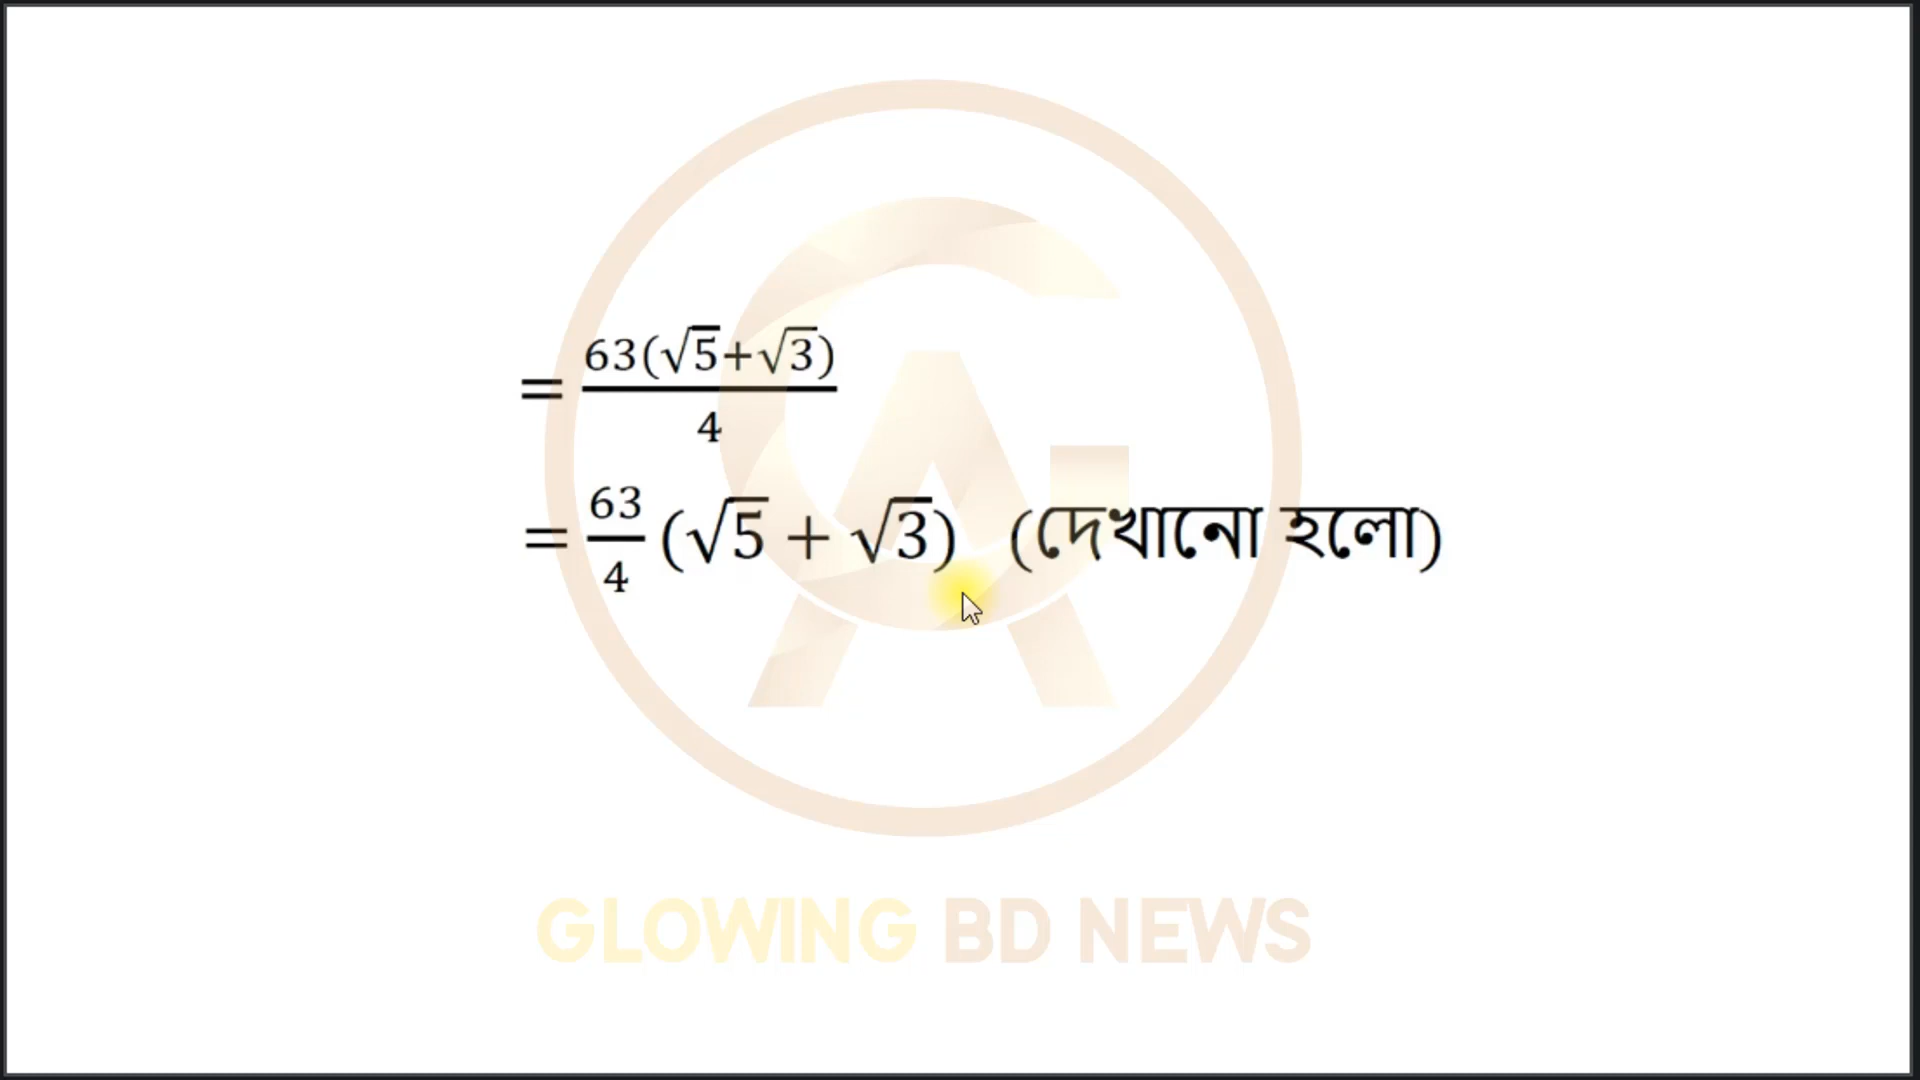 = 63(√5+√3)/4
= 63/4 (√5 + √3) (দেখানো হলো)
GLOWING BD NEWS